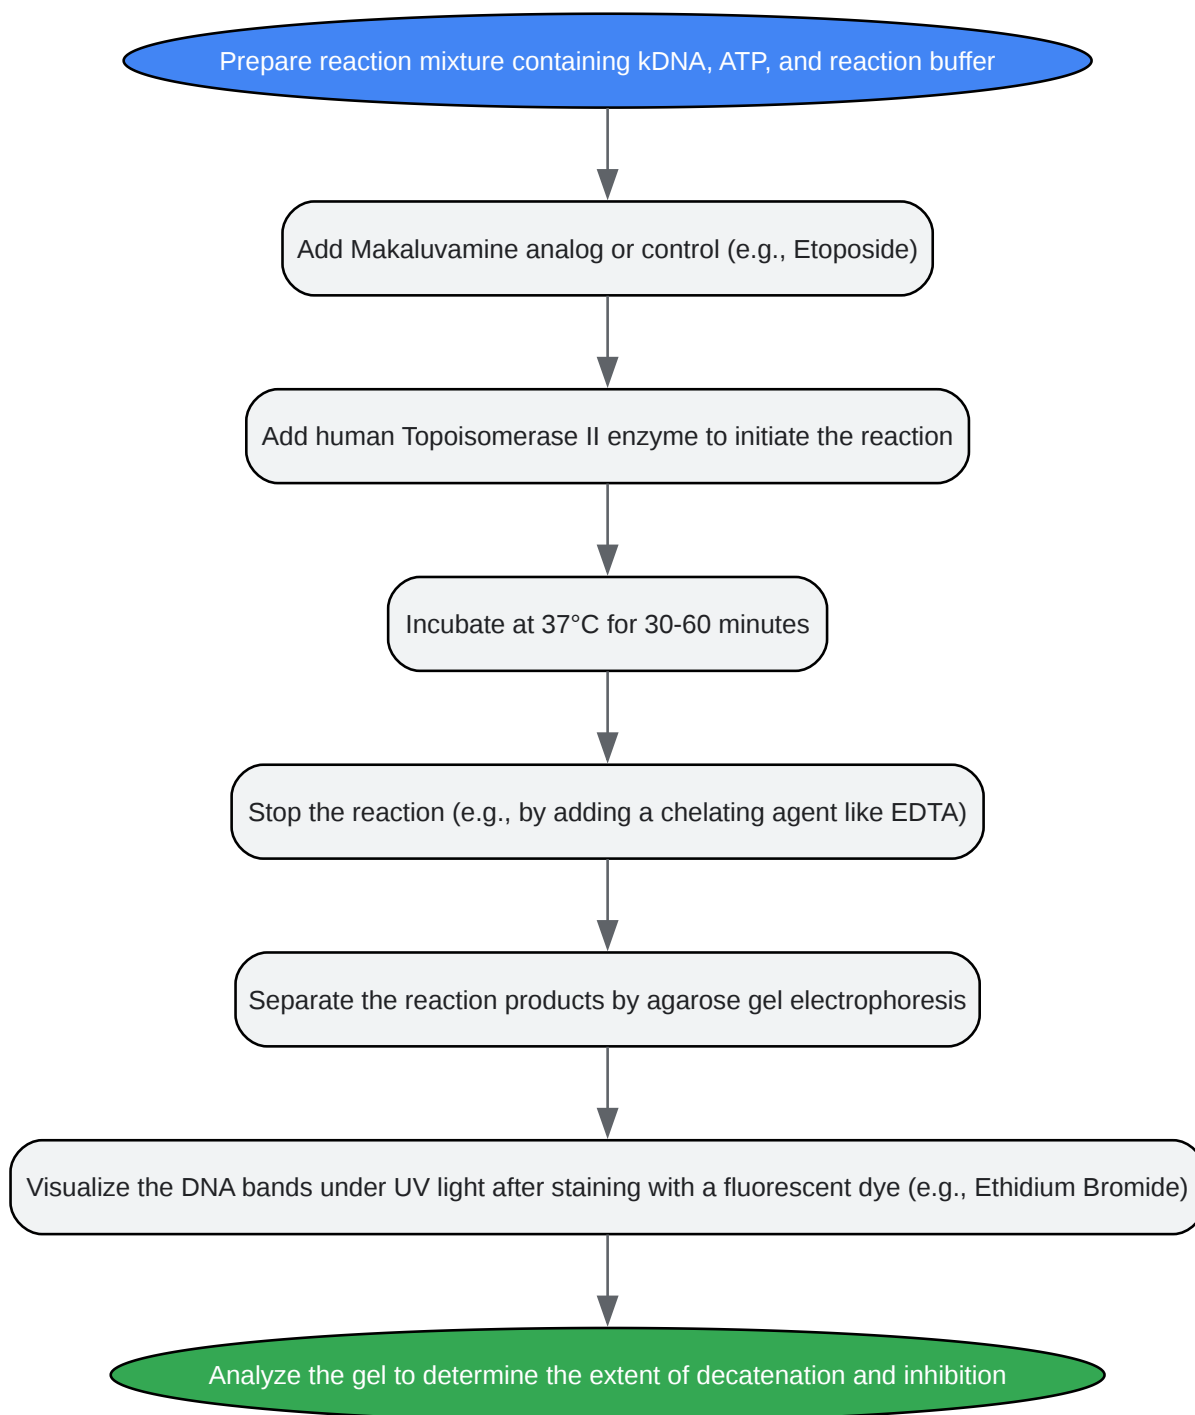 Prepare reaction mixture containing kDNA, ATP, and reaction buffer
Add Makaluvamine analog or control (e.g., Etoposide)
Add human Topoisomerase II enzyme to initiate the reaction
Incubate at 37°C for 30-60 minutes
Stop the reaction (e.g., by adding a chelating agent like EDTA)
Separate the reaction products by agarose gel electrophoresis
Visualize the DNA bands under UV light after staining with a fluorescent dye (e.g., Ethidium Bromide)
Analyze the gel to determine the extent of decatenation and inhibition